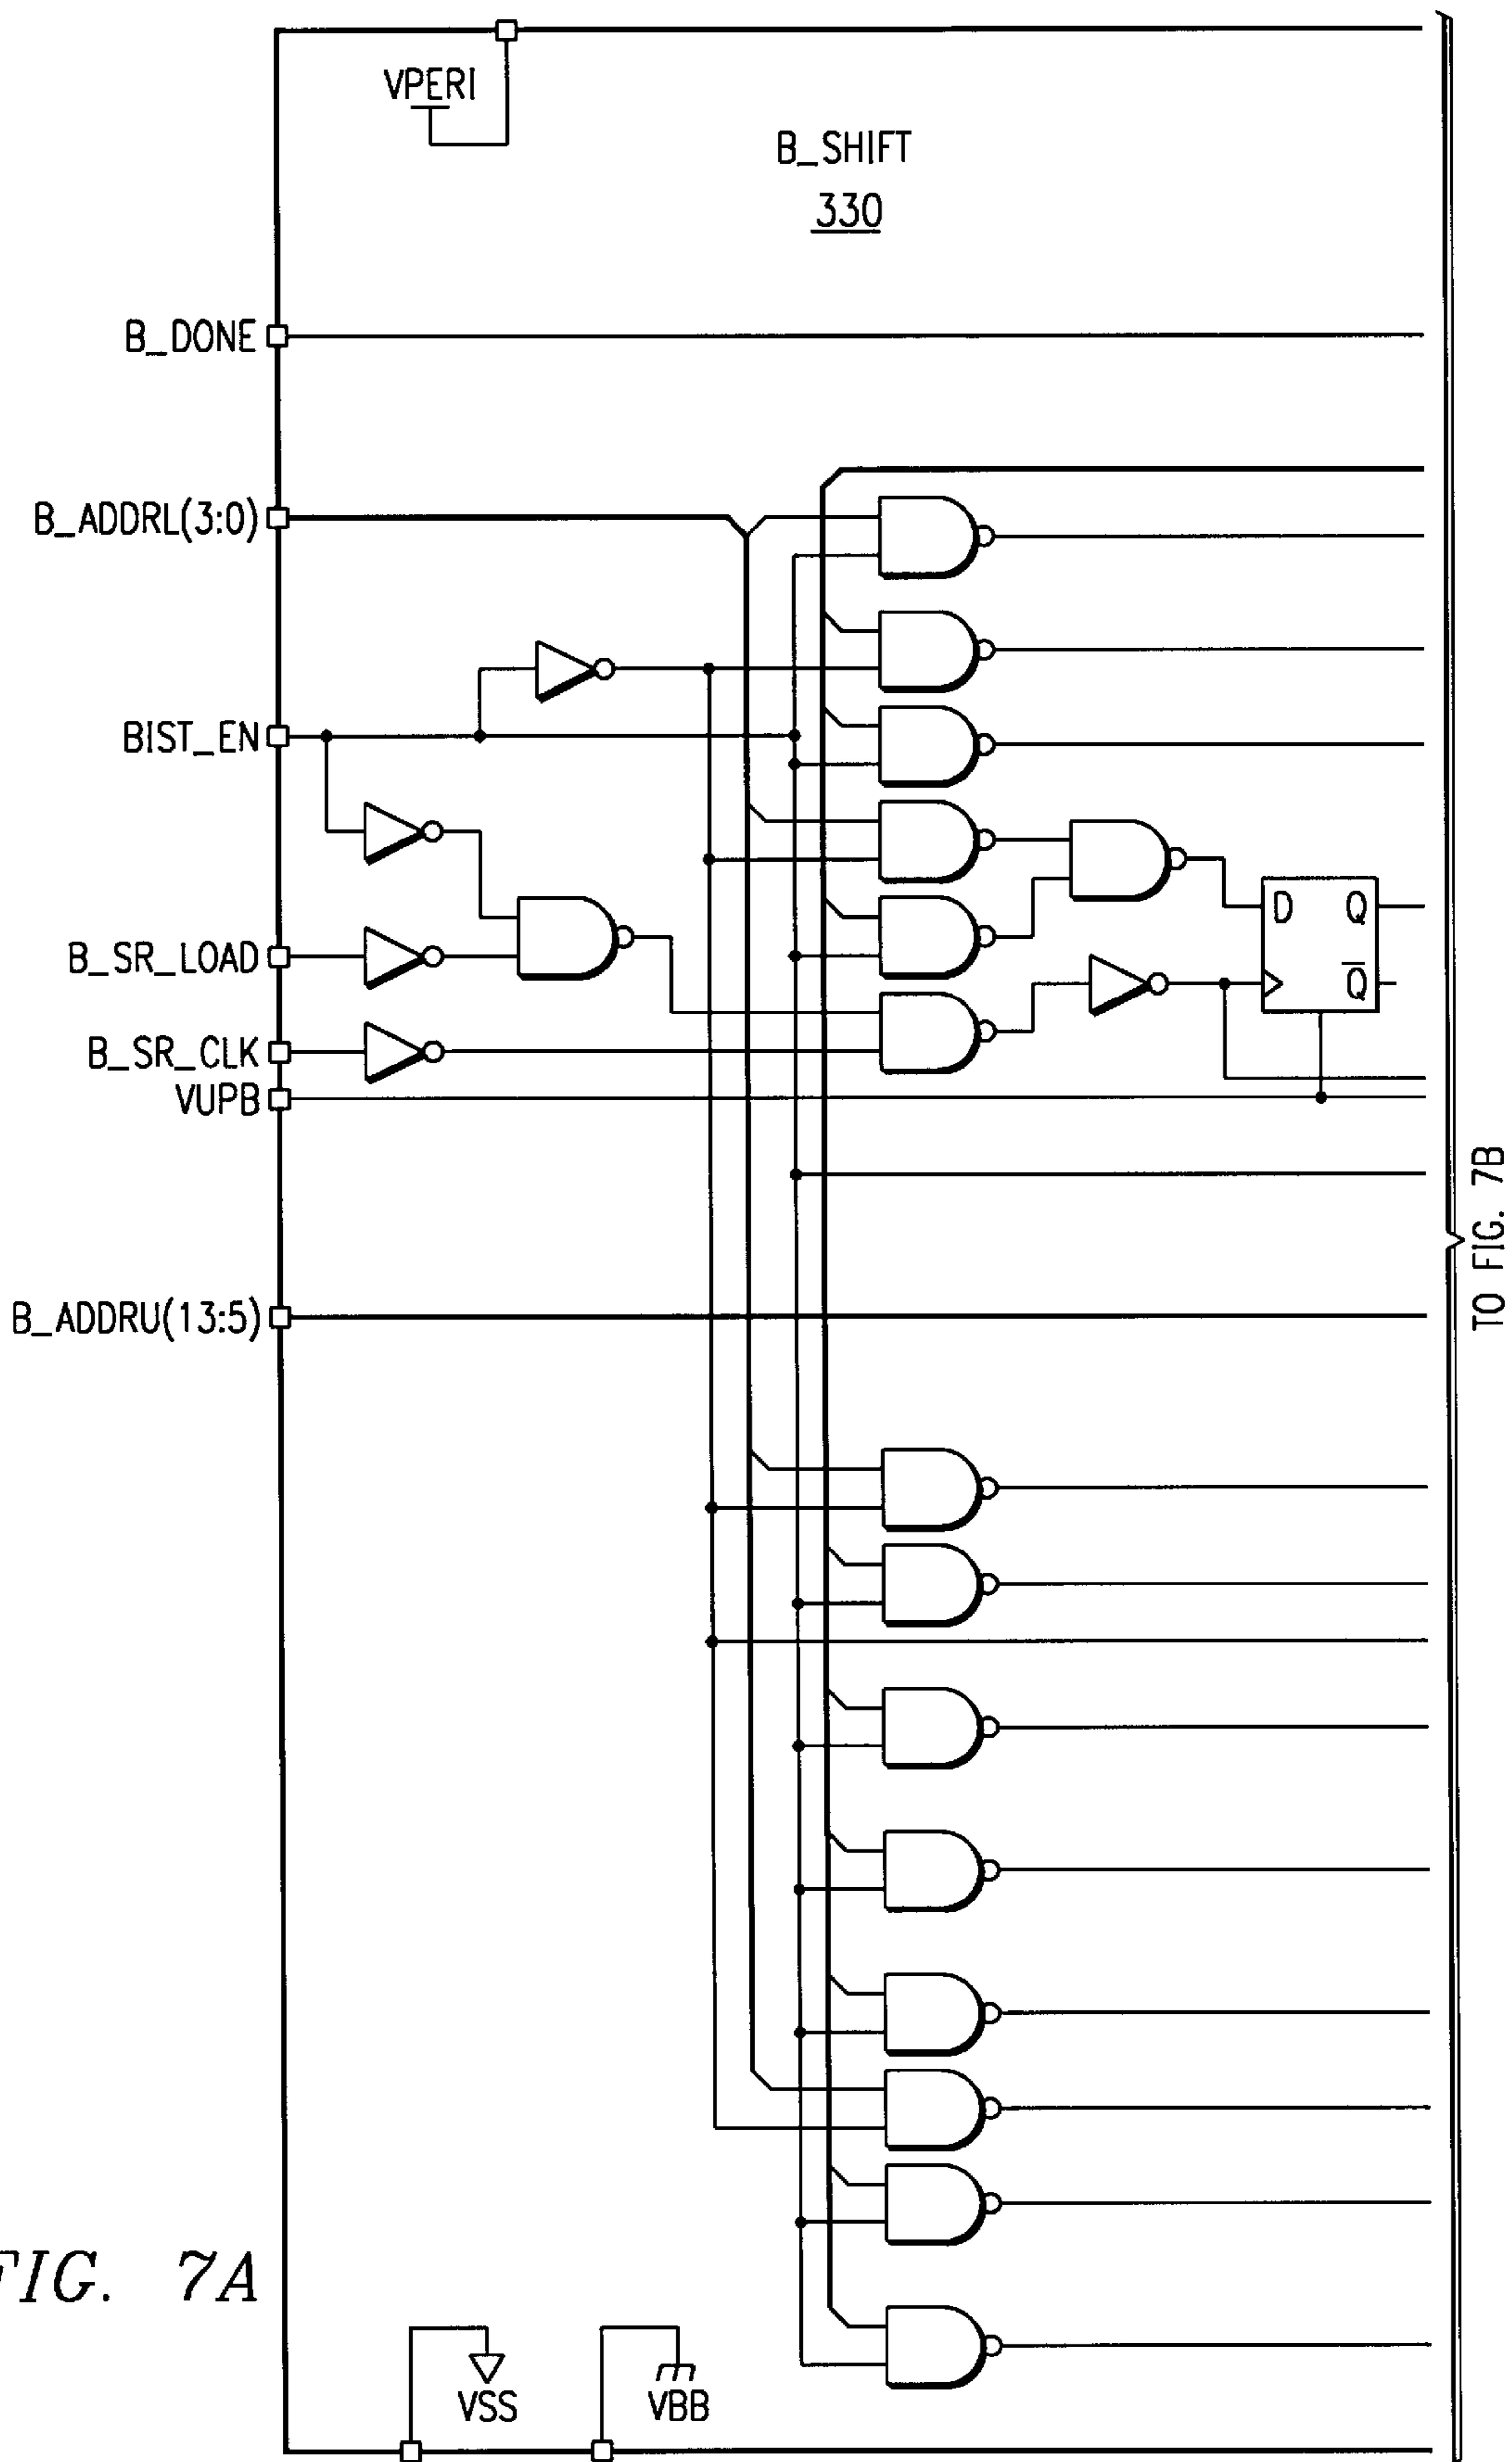 VPERI
B_SHIFT
330
B_DONE
B_ADDRL(3:0)
BIST_EN
B_SR_LOAD
B_SR_CLK
VUPB
D Q
Q̅
TO FIG. 7B
B_ADDRU(13:5)
FIG. 7A
VSS
VBB